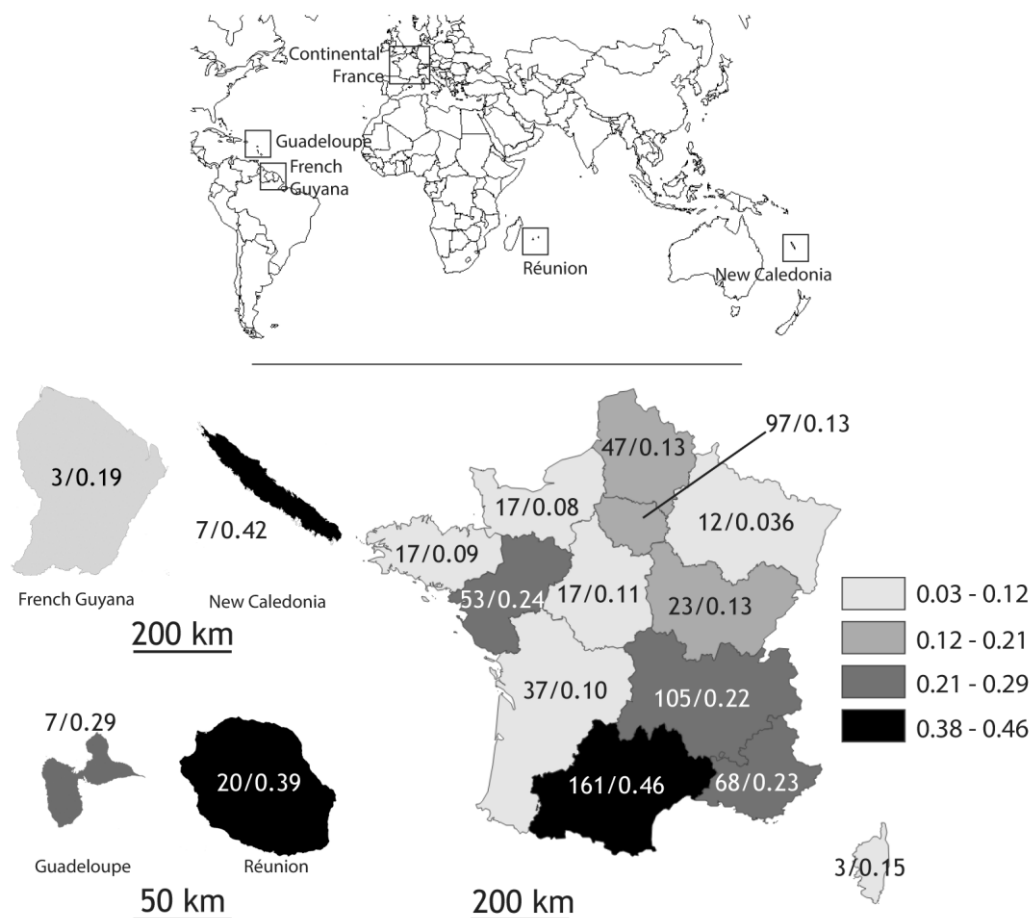 Continental
France
Guadeloupe
French
Guyana
Réunion
New Caledonia
97/0.13
47/0.13
3/0.19
17/0.08
12/0.036
7/0.42
17/0.09
53/0.24
17/0.11
23/0.13
French Guyana
New Caledonia
200 km
0.03 - 0.12
0.12 - 0.21
0.21 - 0.29
0.38 - 0.46
37/0.10
105/0.22
7/0.29
20/0.39
161/0.46
68/0.23
Guadeloupe
Réunion
3/0.15
50 km
200 km